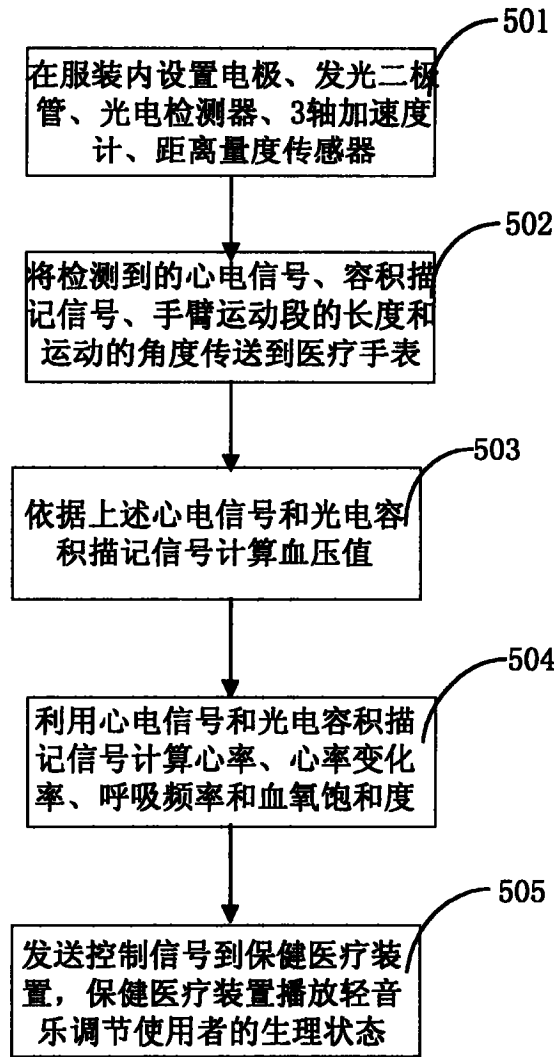 501
在服装内设置电极、发光二极
管、光电检测器、3轴加速度
计、距离量度传感器
502
将检测到的心电信号、容积描
记信号、手臂运动段的长度和
运动的角度传送到医疗手表
503
依据上述心电信号和光电容
积描记信号计算血压值
504
利用心电信号和光电容积描
记信号计算心率、心率变化
率、呼吸频率和血氧饱和度
505
发送控制信号到保健医疗装
置，保健医疗装置播放轻音
乐调节使用者的生理状态